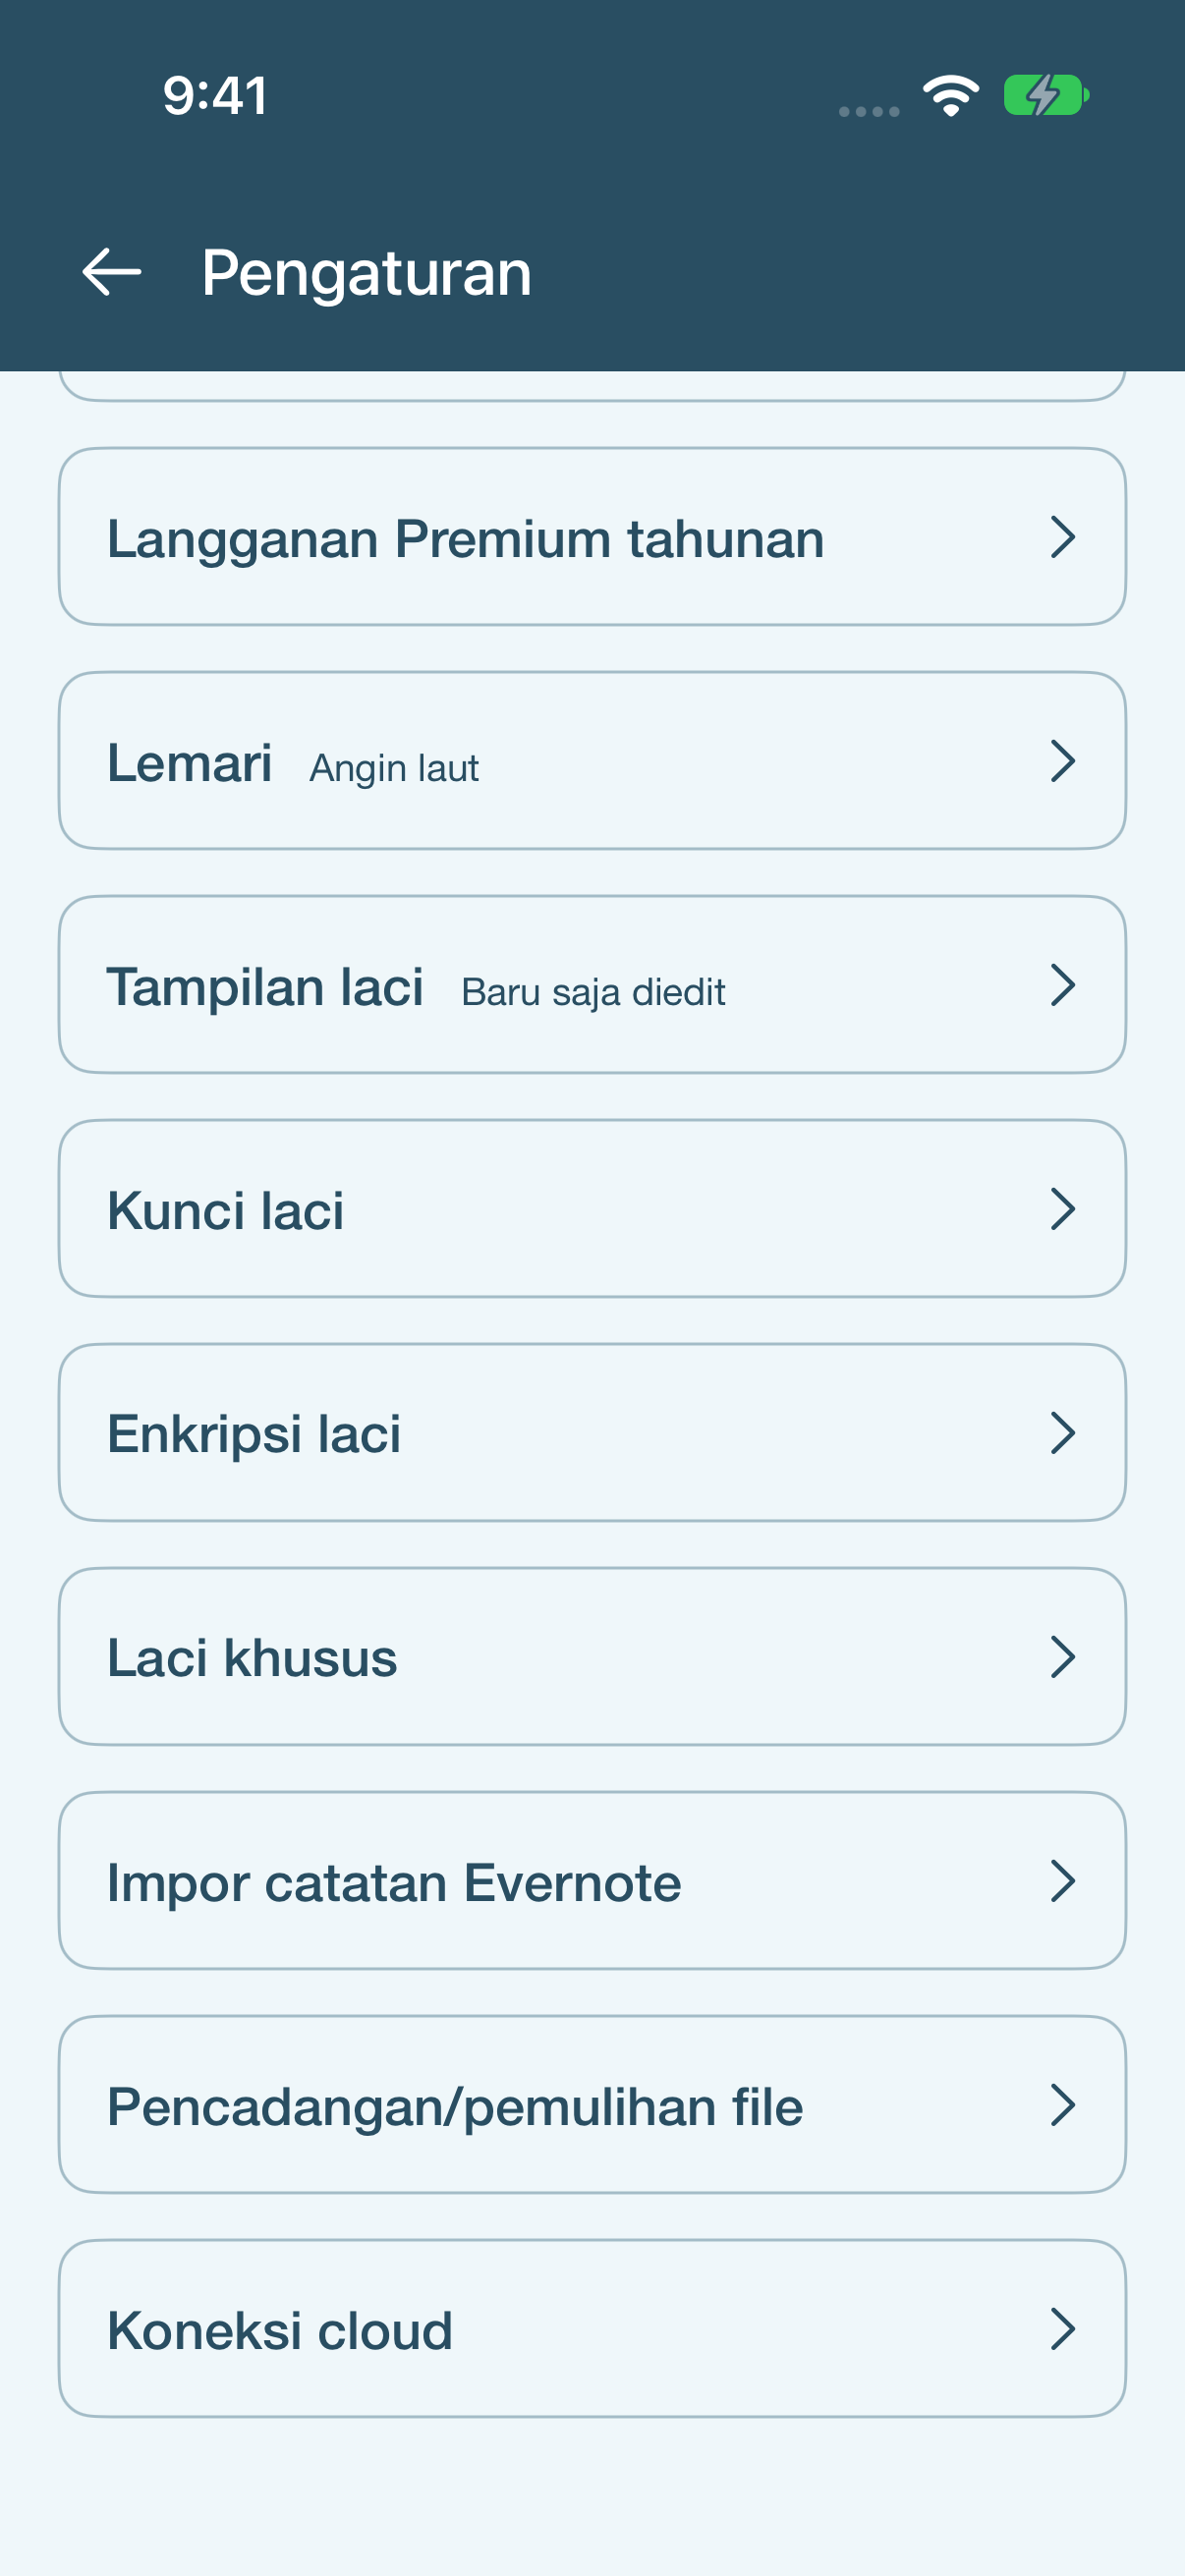 9:41
Pengaturan
Langganan Premium tahunan
Lemari Angin laut
Tampilan laci Baru saja diedit
Kunci laci
Enkripsi laci
Laci khusus
Impor catatan Evernote
Pencadangan/pemulihan file
Koneksi cloud